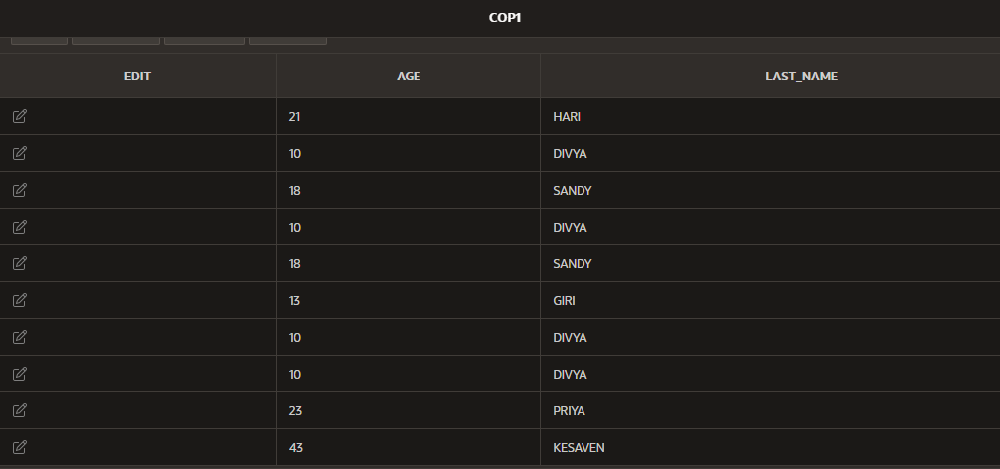 COP1
EDIT AGE LAST_NAME
21 HARI
10 DIVYA
18 SANDY
10 DIVYA
18 SANDY
13 GIRI
10 DIVYA
10 DIVYA
23 PRIYA
43 KESAVEN